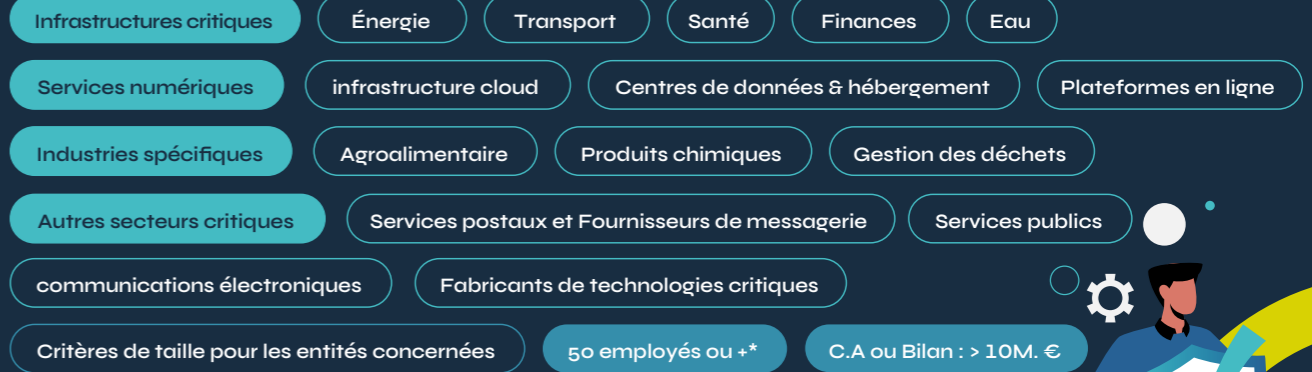 Infrastructures critiques Énergie Transport Santé Finances Eau
Services numériques infrastructure cloud Centres de données & hébergement Plateformes en ligne
Industries spécifiques Agroalimentaire Produits chimiques Gestion des déchets
Autres secteurs critiques Services postaux et Fournisseurs de messagerie Services publics
communications électroniques Fabricants de technologies critiques
Critères de taille pour les entités concernées 50 employés ou +* C.A ou Bilan : > 10M. €